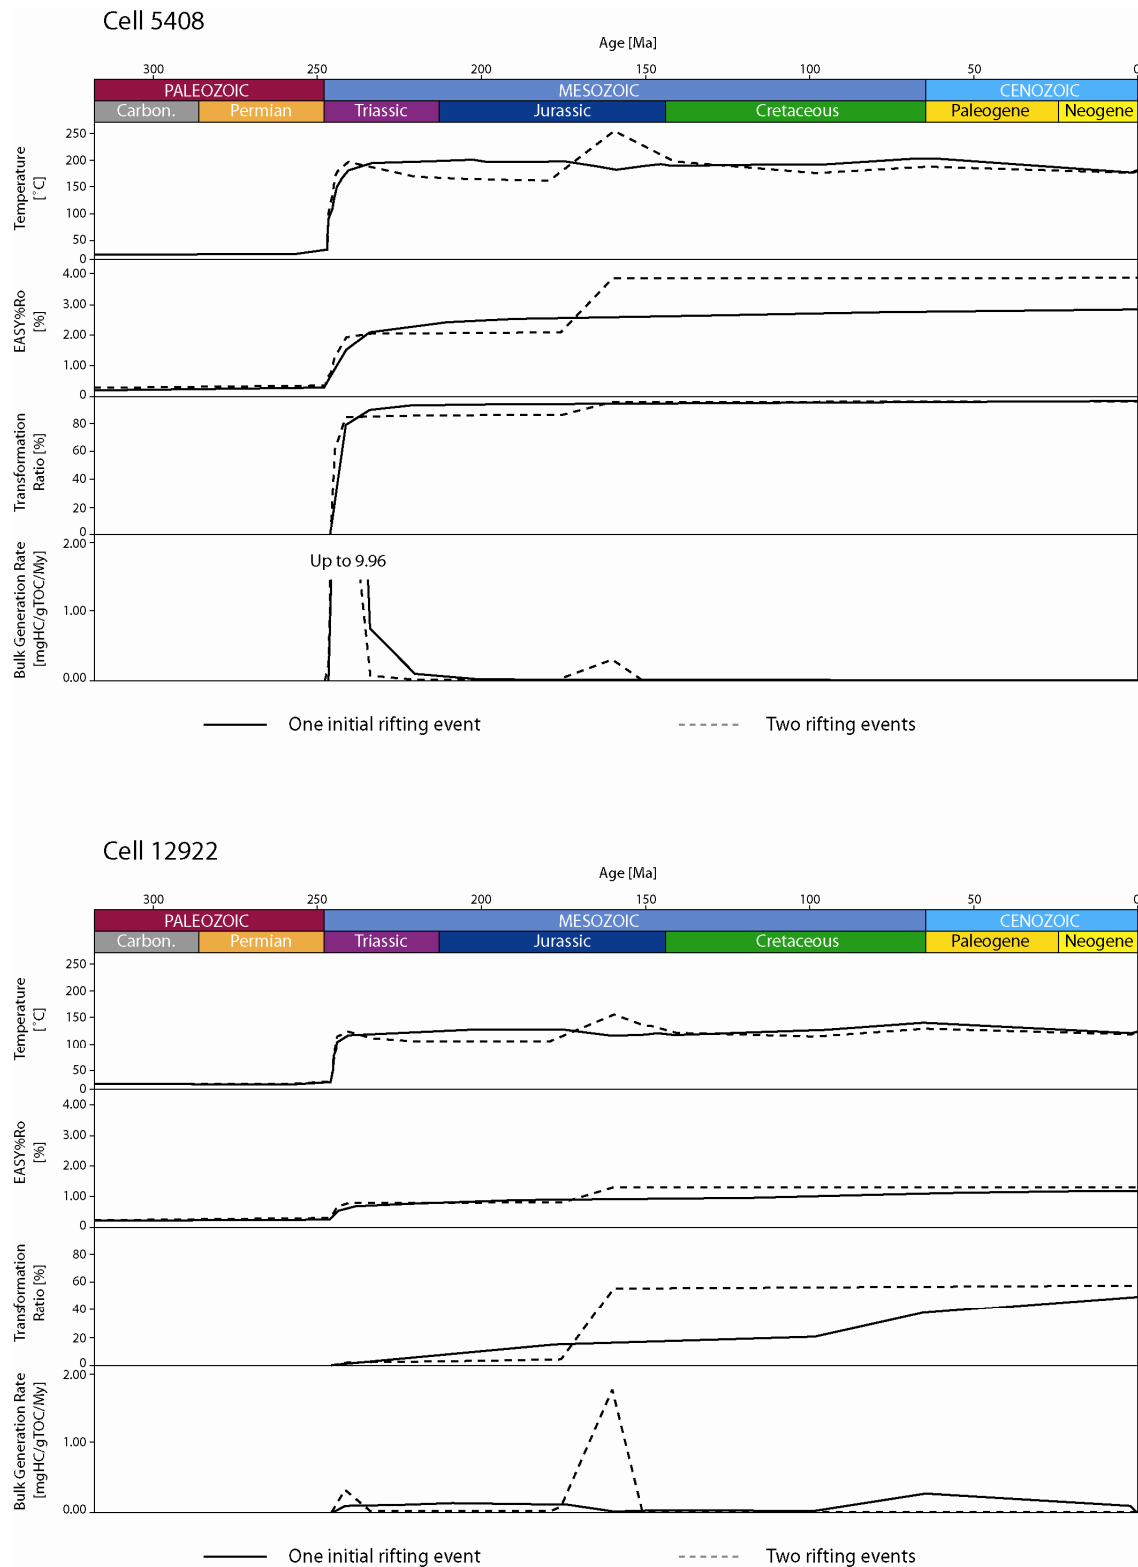 Cell 5408
Age [Ma]
300 250 200 150 100 50 0
PALEOZOIC MESOZOIC CENOZOIC
Carbon. Permian Triassic Jurassic Cretaceous Paleogene Neogene
Temperature
[°C]
250
200
150
100
50
0
EASY%Ro
[%]
4.00
3.00
2.00
1.00
0
Transformation
Ratio [%]
80
60
40
20
0
Bulk Generation Rate
[mgHC/gTOC/My]
2.00
1.00
0.00
Up to 9.96
One initial rifting event Two rifting events
Cell 12922
Age [Ma]
300 250 200 150 100 50 0
PALEOZOIC MESOZOIC CENOZOIC
Carbon. Permian Triassic Jurassic Cretaceous Paleogene Neogene
Temperature
[°C]
250
200
150
100
50
0
EASY%Ro
[%]
4.00
3.00
2.00
1.00
0
Transformation
Ratio [%]
80
60
40
20
0
Bulk Generation Rate
[mgHC/gTOC/My]
2.00
1.00
0.00
One initial rifting event Two rifting events